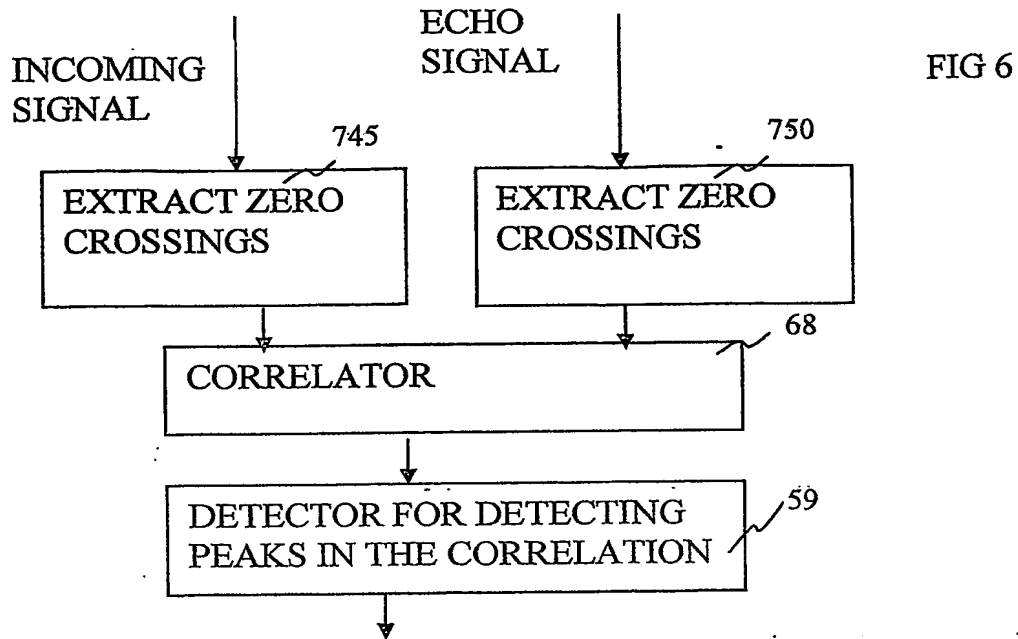 INCOMING
SIGNAL
ECHO
SIGNAL
FIG 6
745
EXTRACT ZERO
CROSSINGS
750
EXTRACT ZERO
CROSSINGS
68
CORRELATOR
59
DETECTOR FOR DETECTING
PEAKS IN THE CORRELATION